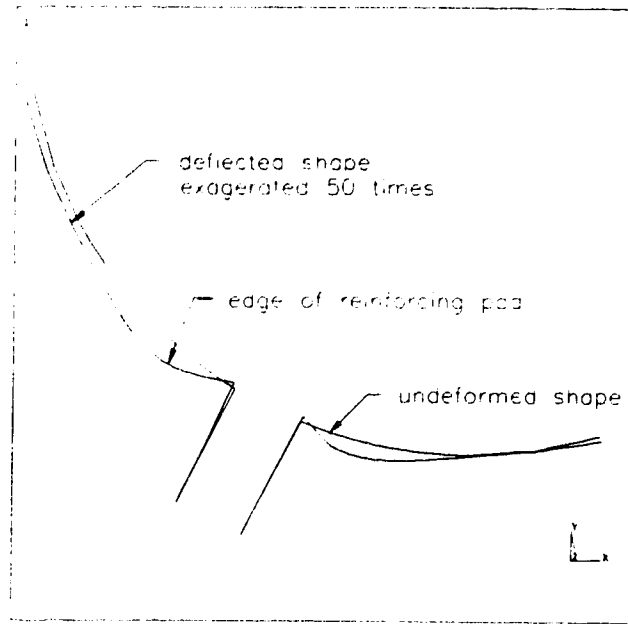 deflected shape
exagerated 50 times
edge of reinforcing pad
undeformed shape
Y
Z X